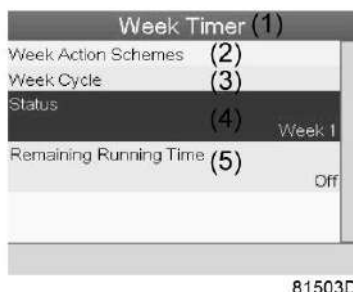 Week Timer (1)
Week Action Schemes (2)
Week Cycle (3)
Status (4)
Week 1
Remaining Running Time (5)
Off
81503D